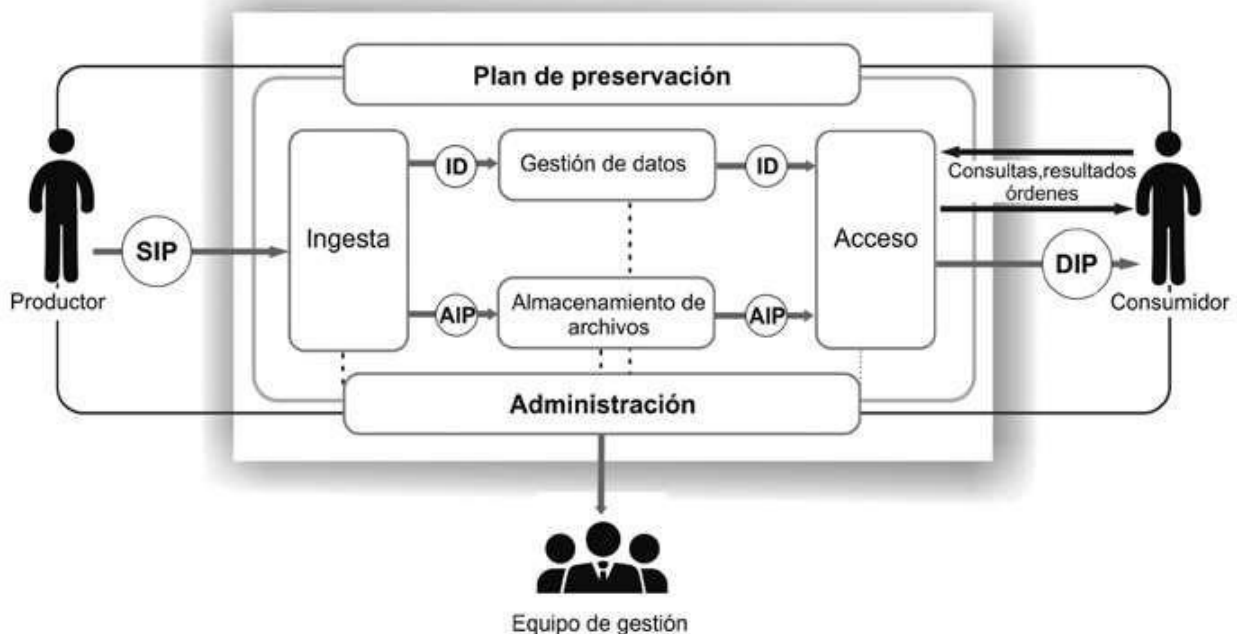 Plan de preservación
ID
Gestión de datos
ID
Consultas,resultados
órdenes
Ingesta
Acceso
SIP
DIP
Productor
Consumidor
AIP
Almacenamiento de
archivos
AIP
Administración
Equipo de gestión